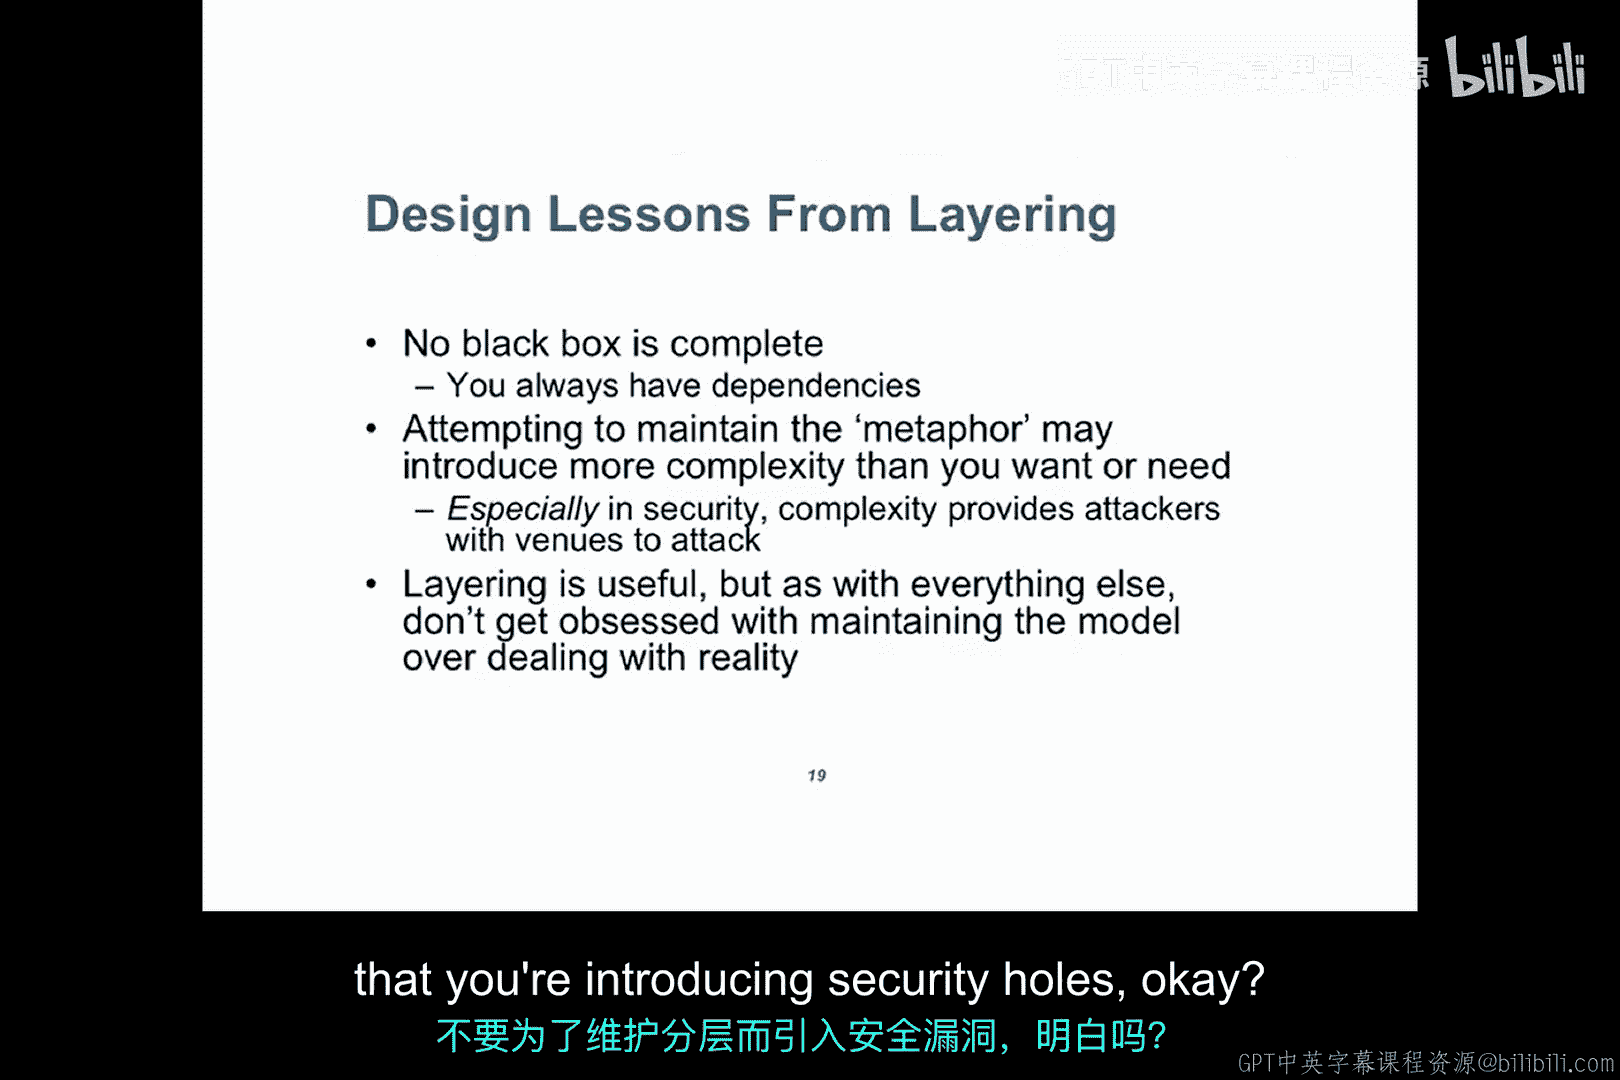 bilibili
Design Lessons From Layering
• No black box is complete
– You always have dependencies
• Attempting to maintain the ‘metaphor’ may
introduce more complexity than you want or need
– Especially in security, complexity provides attackers
with venues to attack
• Layering is useful, but as with everything else,
don’t get obsessed with maintaining the model
over dealing with reality
19
that you're introducing security holes, okay?
不要为了维护分层而引入安全漏洞，明白吗？
GPT中英字幕课程资源@bilibili.com